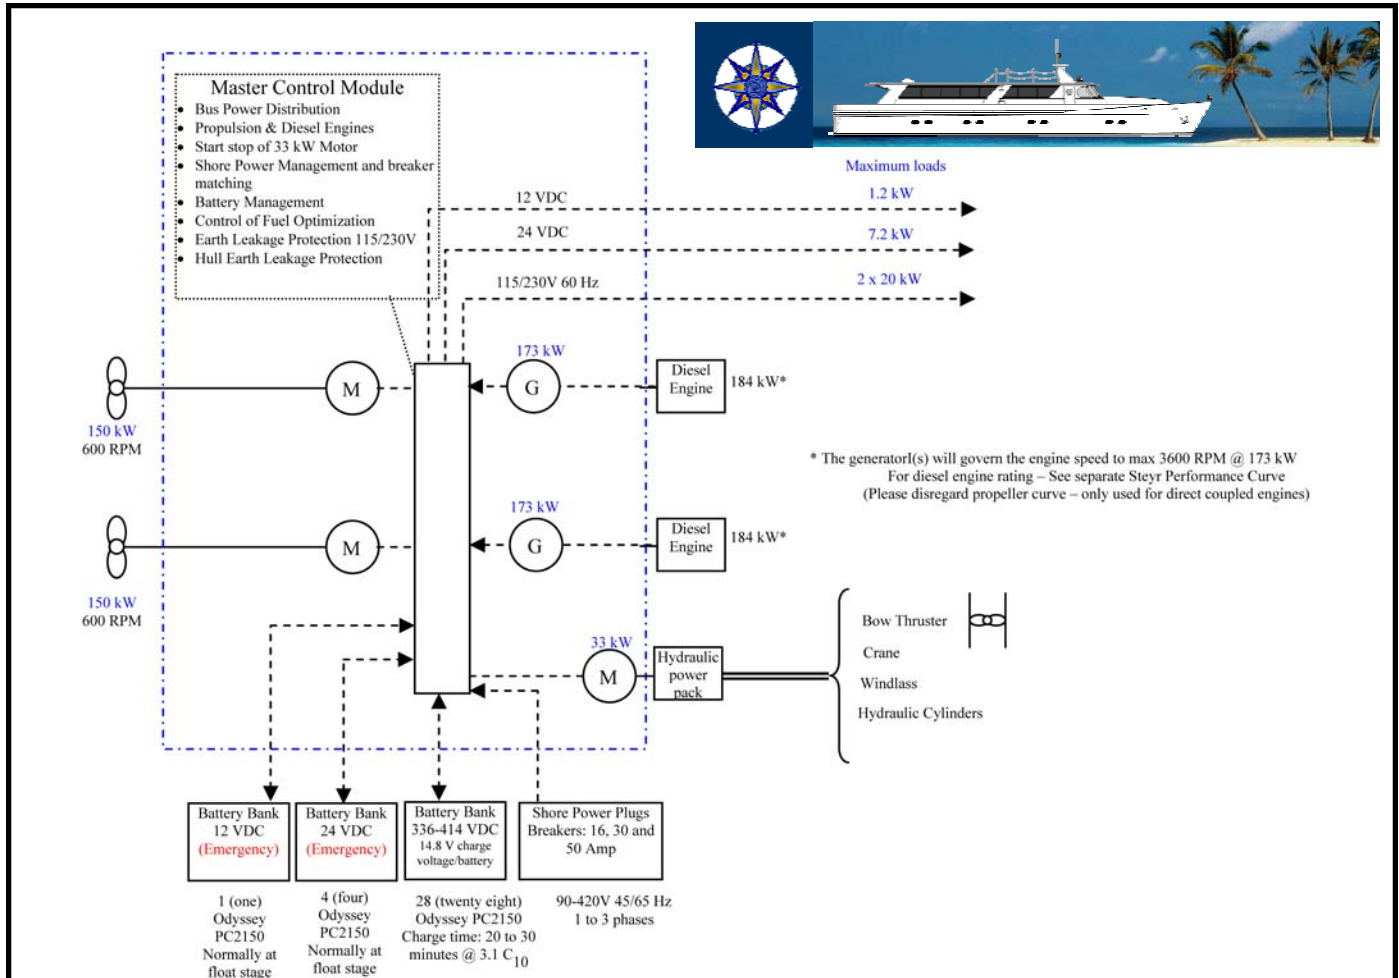 Master Control Module
• Bus Power Distribution
• Propulsion & Diesel Engines
• Start stop of 33 kW Motor
• Shore Power Management and breaker
matching
• Battery Management
• Control of Fuel Optimization
• Earth Leakage Protection 115/230V
• Hull Earth Leakage Protection
Maximum loads
12 VDC
1.2 kW
24 VDC
7.2 kW
115/230V 60 Hz
2 x 20 kW
150 kW
600 RPM
M
173 kW
G
Diesel
Engine
184 kW*
* The generatorI(s) will govern the engine speed to max 3600 RPM @ 173 kW
For diesel engine rating – See separate Steyr Performance Curve
(Please disregard propeller curve – only used for direct coupled engines)
150 kW
600 RPM
M
173 kW
G
Diesel
Engine
184 kW*
33 kW
M
Hydraulic
power
pack
Bow Thruster
Crane
Windlass
Hydraulic Cylinders
Battery Bank
12 VDC
(Emergency)
1 (one)
Odyssey
PC2150
Normally at
float stage
Battery Bank
24 VDC
(Emergency)
4 (four)
Odyssey
PC2150
Normally at
float stage
Battery Bank
336-414 VDC
14.8 V charge
voltage/battery
28 (twenty eight)
Odyssey PC2150
Charge time: 20 to 30
minutes @ 3.1 C10
Shore Power Plugs
Breakers: 16, 30 and
50 Amp
90-420V 45/65 Hz
1 to 3 phases